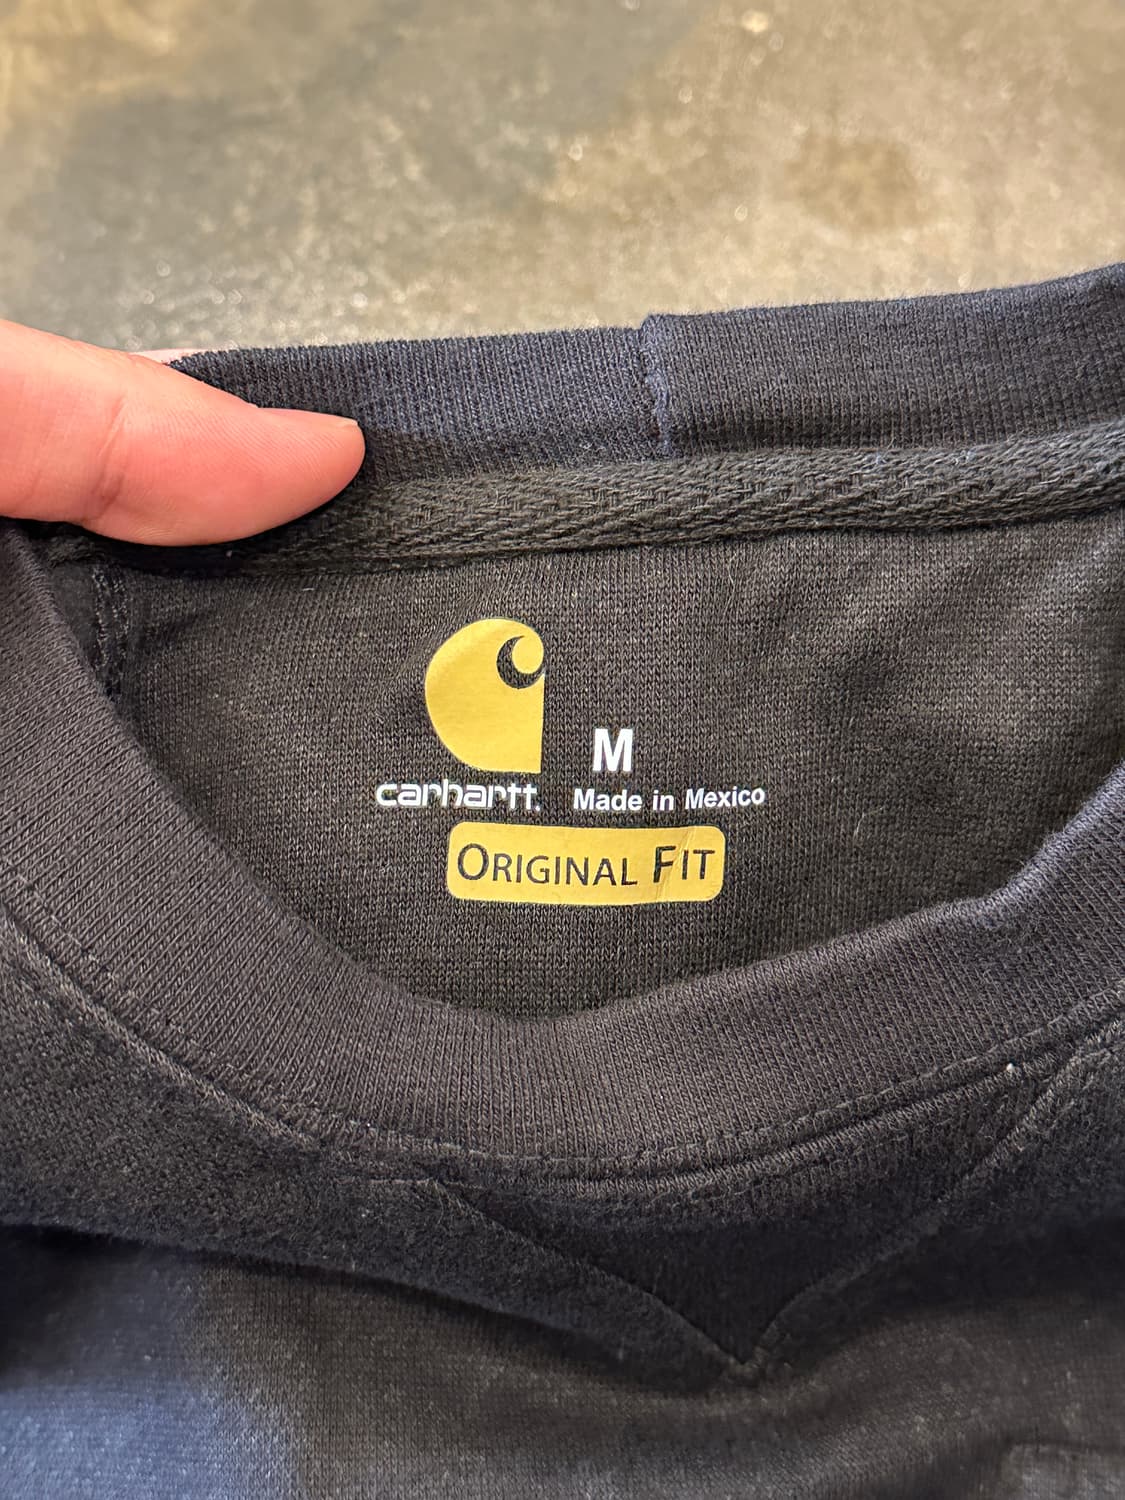 M
carhartt.
Made in Mexico
ORIGINAL FIT